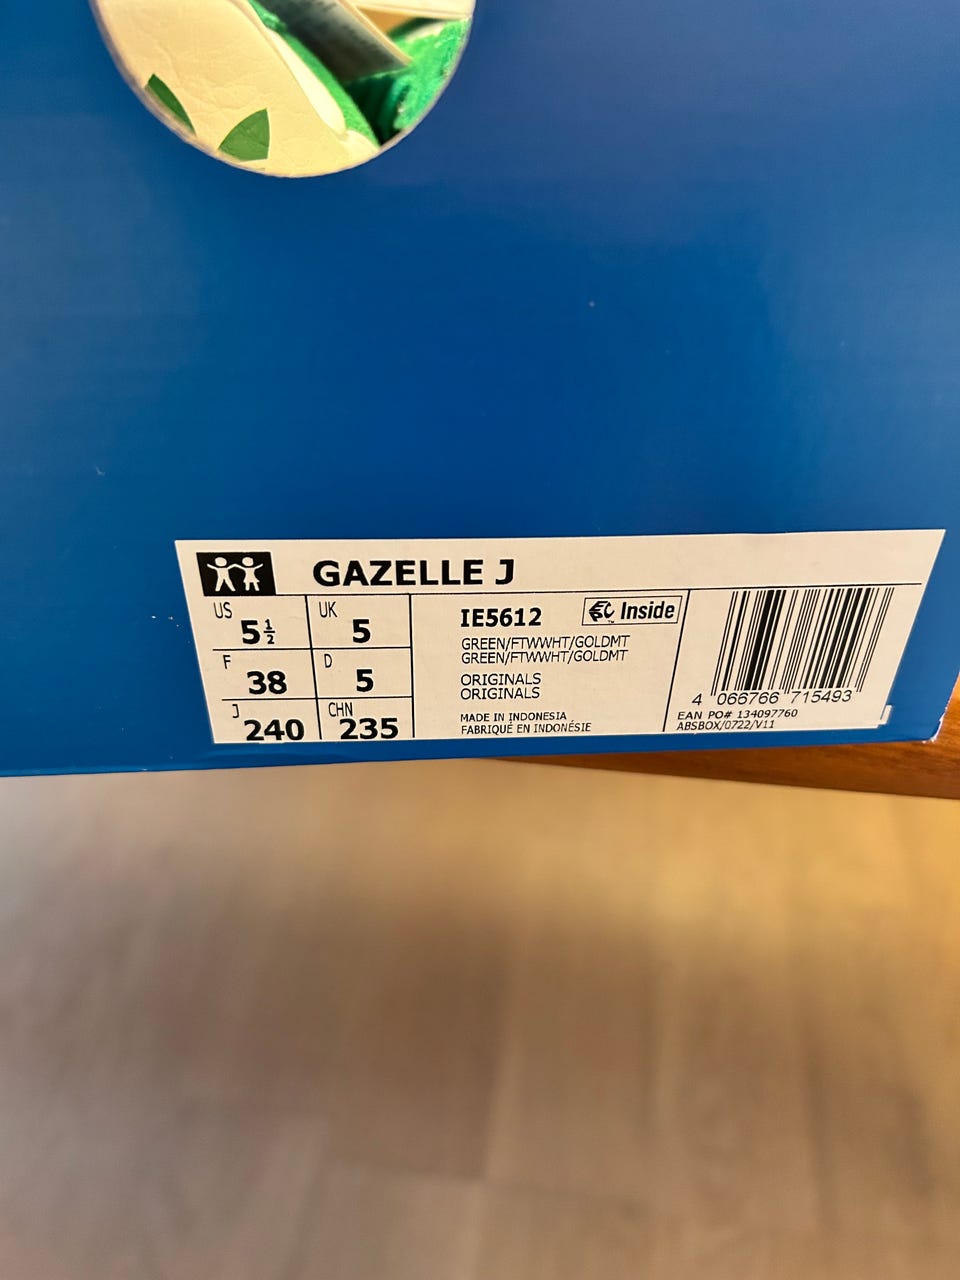 GAZELLE J
US 5½ UK 5
F 38 D 5
J 240 CHN 235
IE5612 Inside
GREEN/FTWWHT/GOLDMT
GREEN/FTWWHT/GOLDMT
ORIGINALS
ORIGINALS
MADE IN INDONESIA
FABRIQUÉ EN INDONÉSIE
4 066766 715493
EAN PO# 134097760
ABSBOX/0722/V11